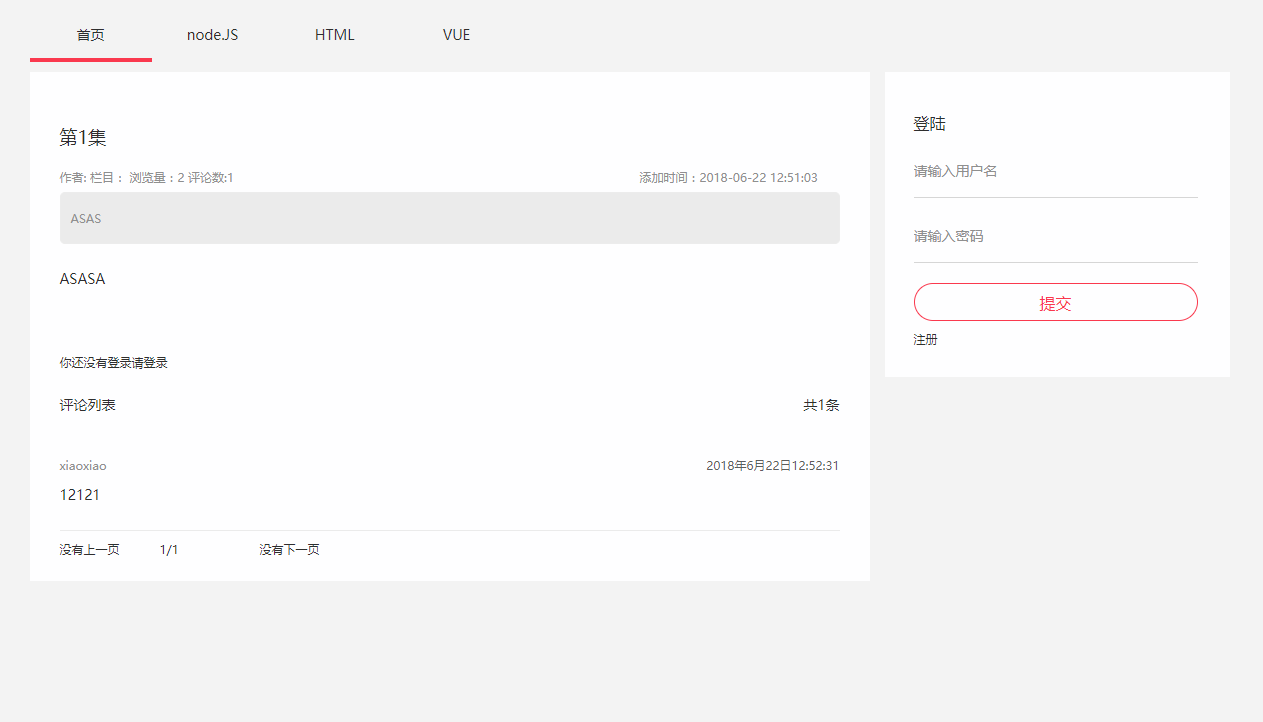 首页 node.JS HTML VUE
第1集
作者: 栏目： 浏览量：2 评论数:1 添加时间：2018-06-22 12:51:03
ASAS
ASASA
你还没有登录请登录
评论列表 共1条
xiaoxiao 2018年6月22日12:52:31
12121
没有上一页 1/1 没有下一页
登陆
请输入用户名
请输入密码
提交
注册